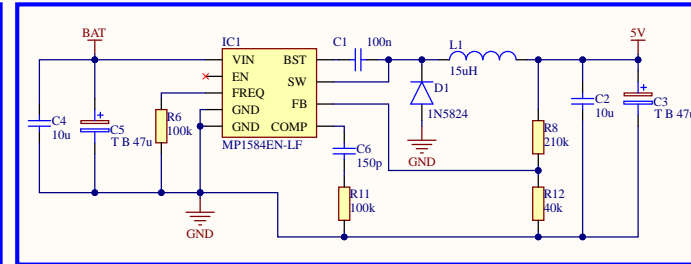 BAT
IC1
VIN
EN
FREQ
GND
GND
BST
SW
FB
COMP
MP1584EN-LF
C1
100n
L1
15uH
5V
D1
1N5824
GND
C4
10u
C5
T B 47u
R6
100k
C6
150p
R11
100k
R8
210k
R12
40k
C2
10u
C3
T B 47u
GND